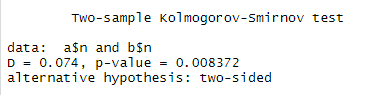 Two-sample Kolmogorov-Smirnov test
data:  a$n and b$n
D = 0.074, p-value = 0.008372
alternative hypothesis: two-sided